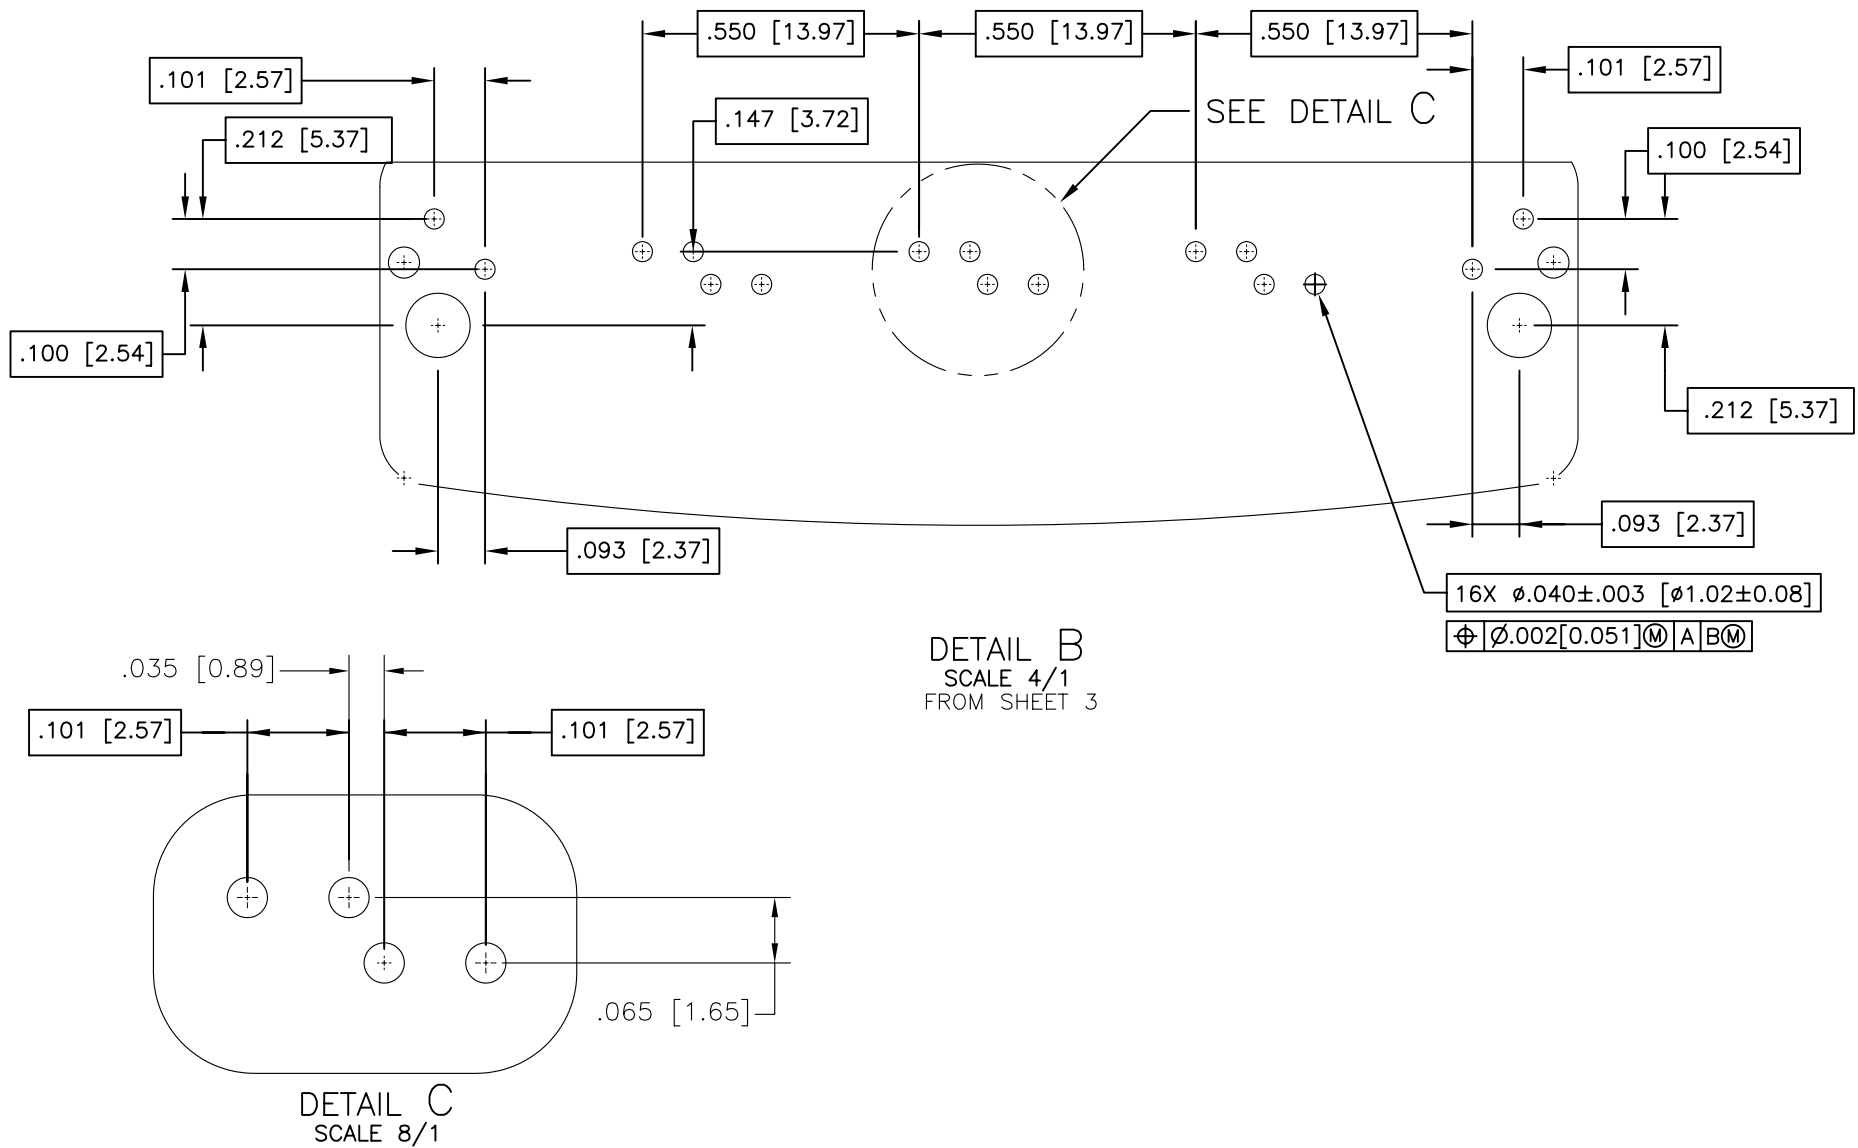 .550 [13.97]
.550 [13.97]
.550 [13.97]
.101 [2.57]
.101 [2.57]
.147 [3.72]
SEE DETAIL C
.212 [5.37]
.100 [2.54]
.100 [2.54]
.212 [5.37]
.093 [2.37]
.093 [2.37]
16X ⌀.040±.003 [⌀1.02±0.08]
⌖ ⌀.002[0.051]Ⓜ A BⓂ
DETAIL B
SCALE 4/1
FROM SHEET 3
.035 [0.89]
.101 [2.57]
.101 [2.57]
.065 [1.65]
DETAIL C
SCALE 8/1